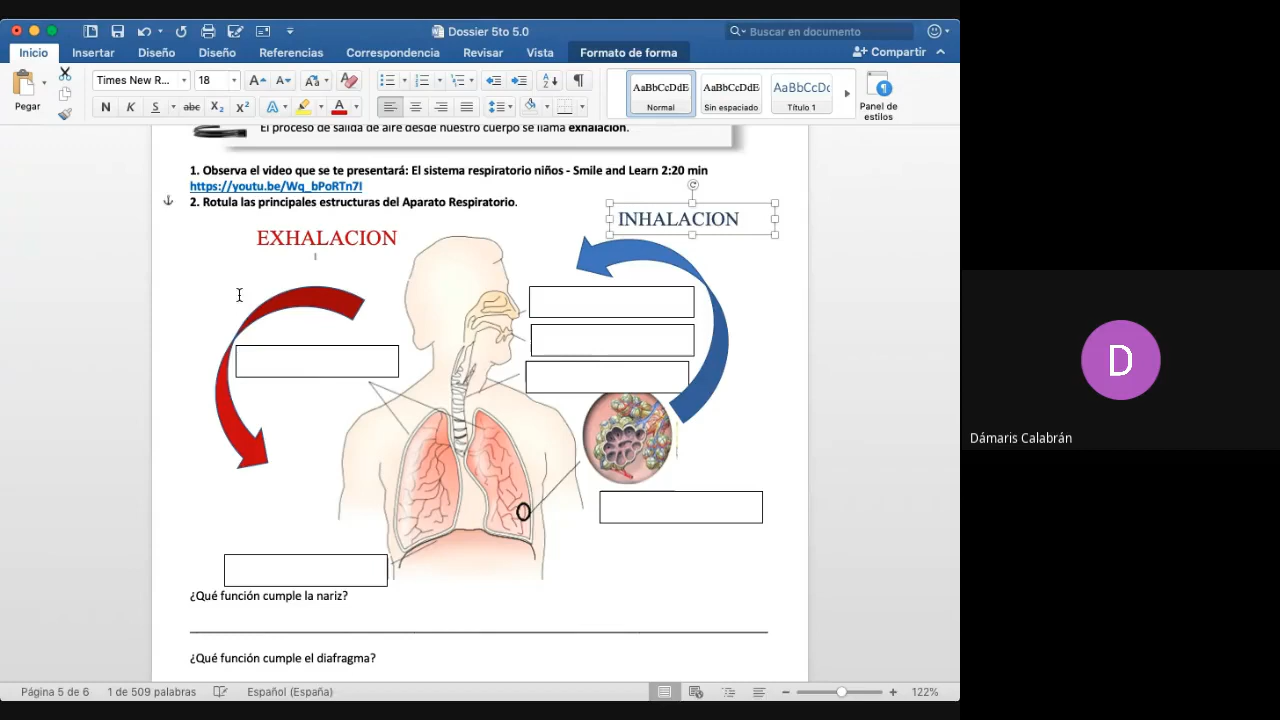 Dossier 5to 5.0
Buscar en documento
Inicio Insertar Diseño Diseño Referencias Correspondencia Revisar Vista Formato de forma Compartir
Pegar
Times New R... 18
N K S abc X₂ X² A A
AaBbCcDdE Normal
AaBbCcDdE Sin espaciado
AaBbCcDc Título 1
Panel de estilos
El proceso de salida de aire desde nuestro cuerpo se llama exhalación.
1. Observa el video que se te presentará: El sistema respiratorio niños - Smile and Learn 2:20 min
https://youtu.be/Wq_bPoRTn7I
2. Rotula las principales estructuras del Aparato Respiratorio.
INHALACION
EXHALACION
¿Qué función cumple la nariz?
¿Qué función cumple el diafragma?
Página 5 de 6 1 de 509 palabras Español (España) 122%
D
Dámaris Calabrán